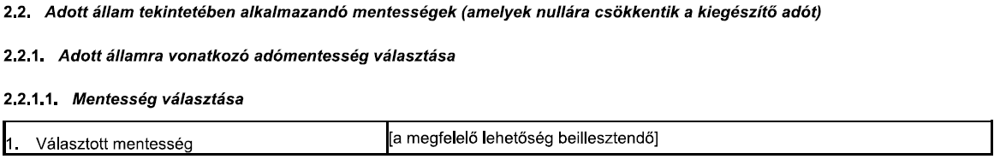 2.2. Adott állam tekintetében alkalmazandó mentességek (amelyek nullára csökkentik a kiegészítő adót)
2.2.1. Adott államra vonatkozó adómentesség választása
2.2.1.1. Mentesség választása
1. Választott mentesség [a megfelelő lehetőség beillesztendő]